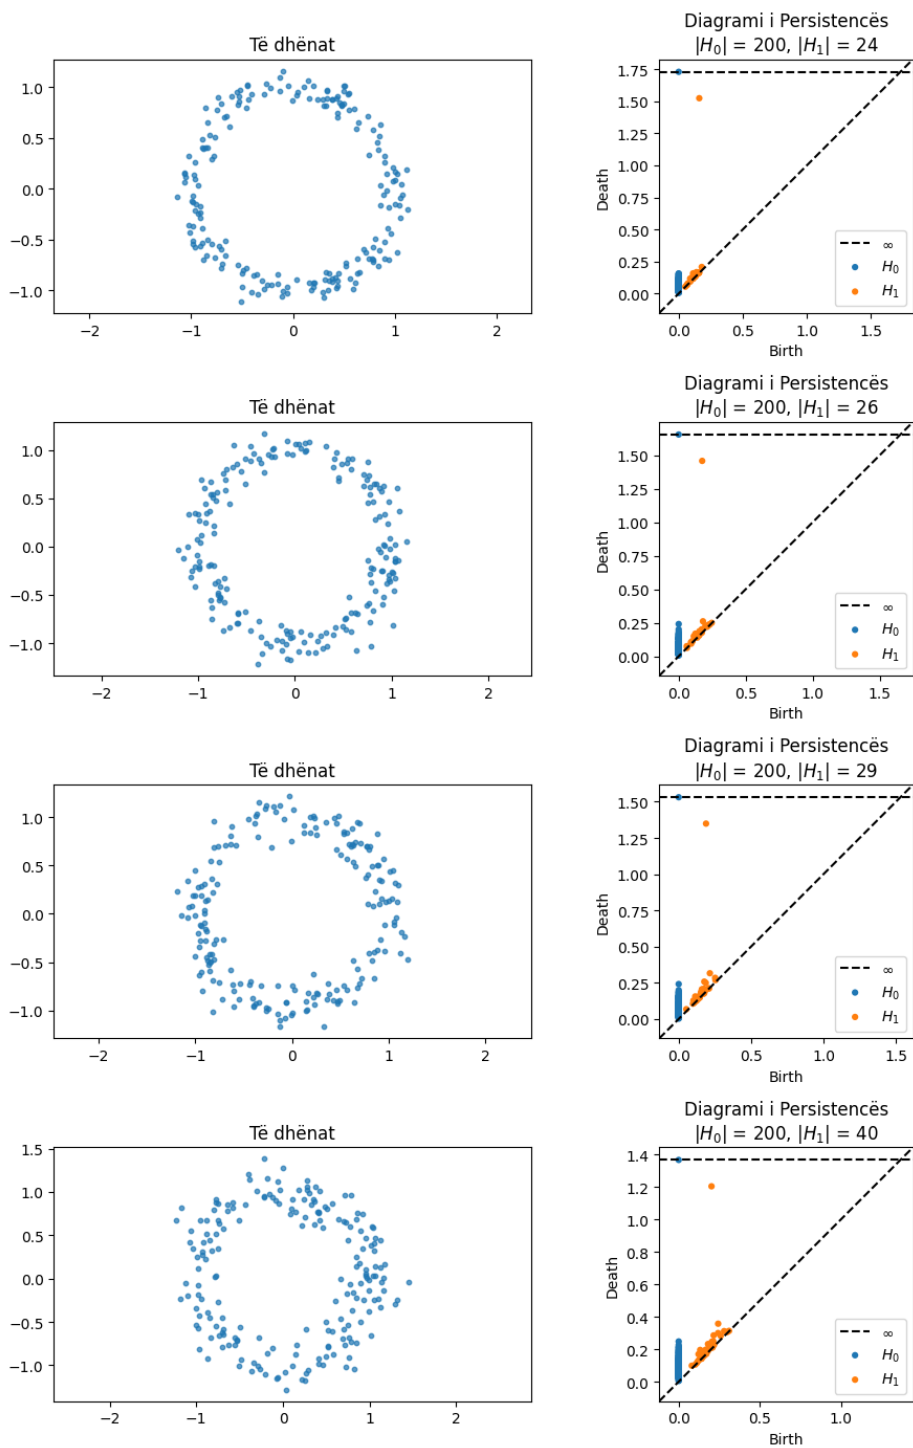 Të dhënat
1.0
0.5
0.0
−0.5
−1.0
−2 −1 0 1 2
Diagrami i Persistencës
|H₀| = 200, |H₁| = 24
1.75
1.50
1.25
1.00
0.75
0.50
0.25
0.00
Death
∞
H₀
H₁
0.0 0.5 1.0 1.5
Birth
Të dhënat
1.0
0.5
0.0
−0.5
−1.0
−2 −1 0 1 2
Diagrami i Persistencës
|H₀| = 200, |H₁| = 26
1.50
1.25
1.00
0.75
0.50
0.25
0.00
Death
∞
H₀
H₁
0.0 0.5 1.0 1.5
Birth
Të dhënat
1.0
0.5
0.0
−0.5
−1.0
−2 −1 0 1 2
Diagrami i Persistencës
|H₀| = 200, |H₁| = 29
1.50
1.25
1.00
0.75
0.50
0.25
0.00
Death
∞
H₀
H₁
0.0 0.5 1.0 1.5
Birth
Të dhënat
1.5
1.0
0.5
0.0
−0.5
−1.0
−2 −1 0 1 2
Diagrami i Persistencës
|H₀| = 200, |H₁| = 40
1.4
1.2
1.0
0.8
0.6
0.4
0.2
0.0
Death
∞
H₀
H₁
0.0 0.5 1.0
Birth